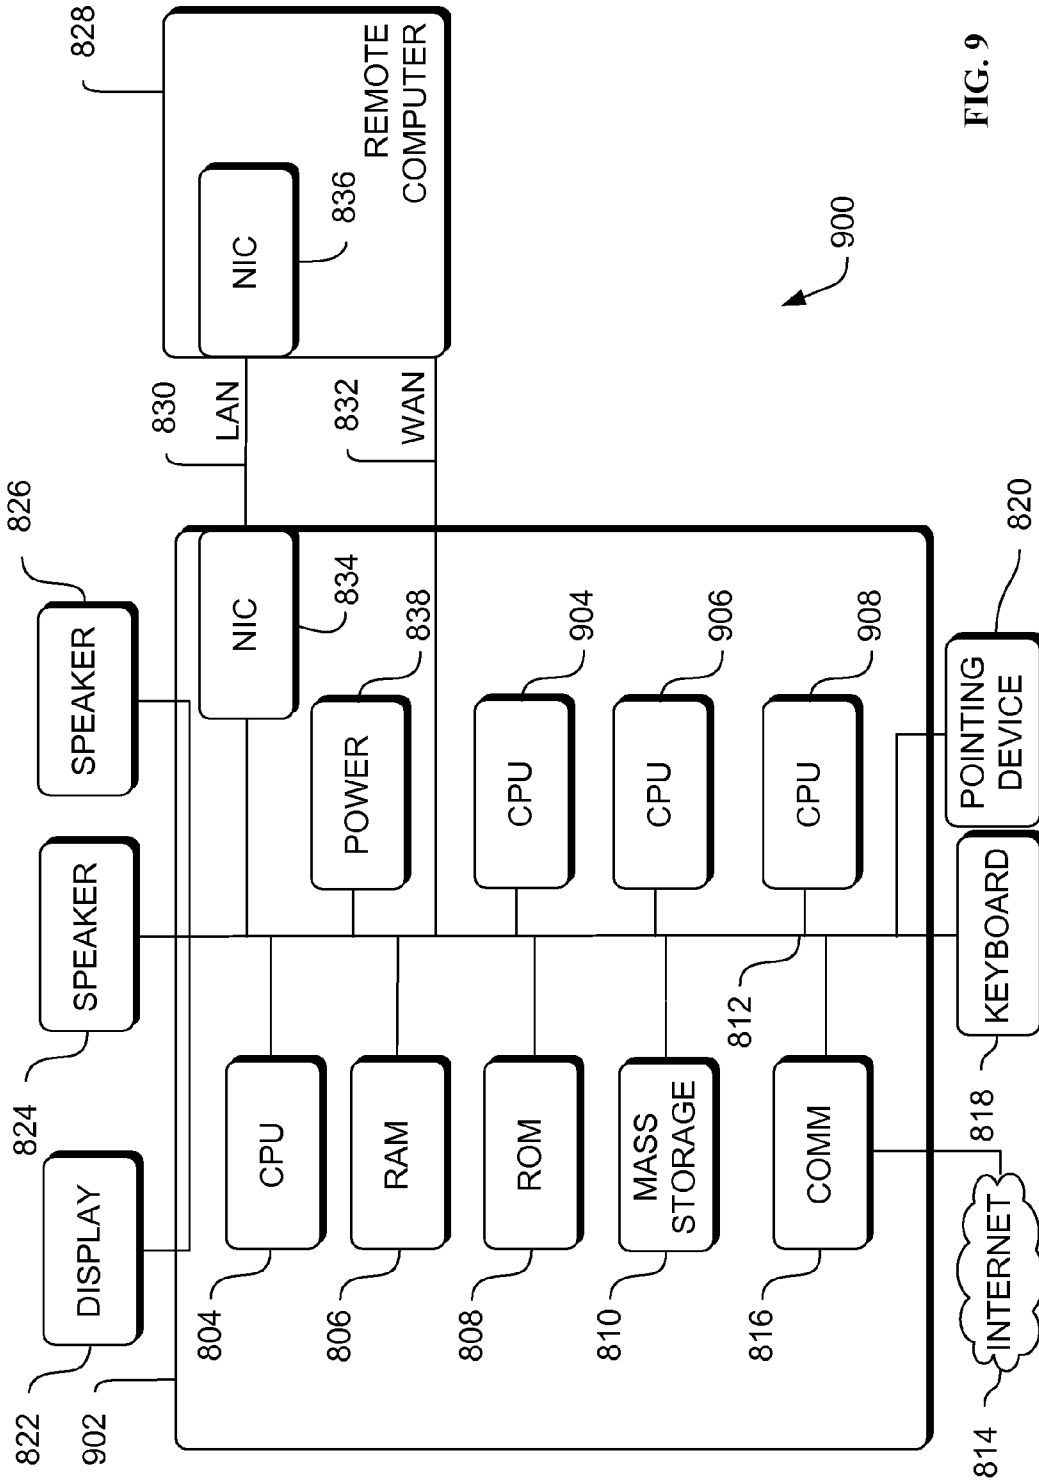 822
DISPLAY
824
SPEAKER
SPEAKER
826
902
804
CPU
NIC
834
830
LAN
NIC
836
828
806
RAM
POWER
838
832
WAN
REMOTE
COMPUTER
808
ROM
CPU
904
810
MASS
STORAGE
CPU
906
816
COMM
812
CPU
908
900
814
INTERNET
818
KEYBOARD
POINTING
DEVICE
820
FIG. 9